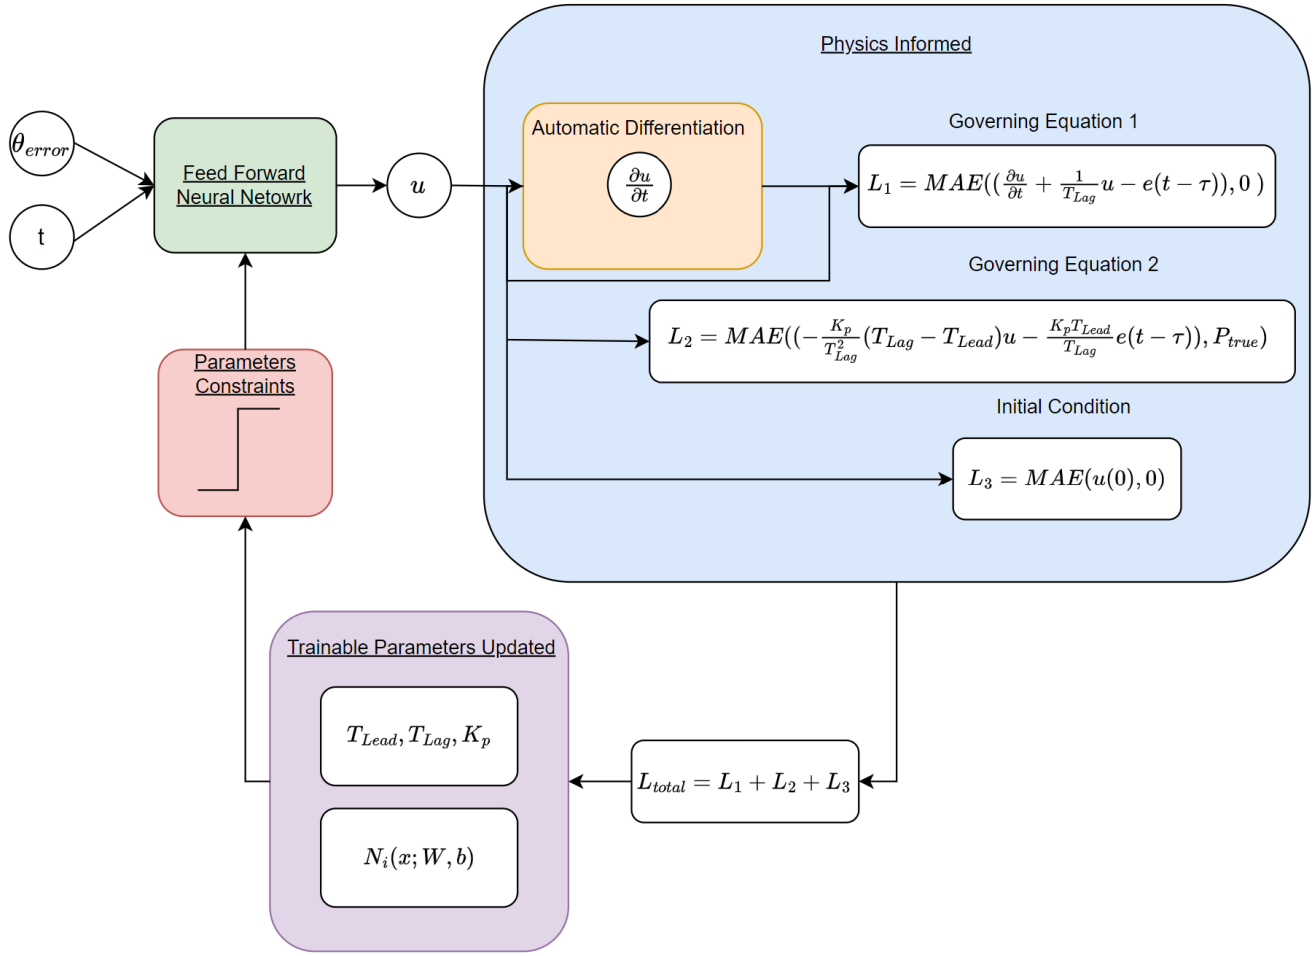 Physics Informed
θ_error
t
Feed Forward
Neural Netowrk
u
Automatic Differentiation
∂u/∂t
Governing Equation 1
L_1 = MAE((∂u/∂t + 1/T_Lag u − e(t − τ)), 0 )
Governing Equation 2
L_2 = MAE((−K_p/T_Lag^2 (T_Lag − T_Lead)u − K_pT_Lead/T_Lag e(t − τ)), P_true)
Initial Condition
L_3 = MAE(u(0), 0)
Parameters
Constraints
Trainable Parameters Updated
T_Lead, T_Lag, K_p
N_i(x; W, b)
L_total = L_1 + L_2 + L_3